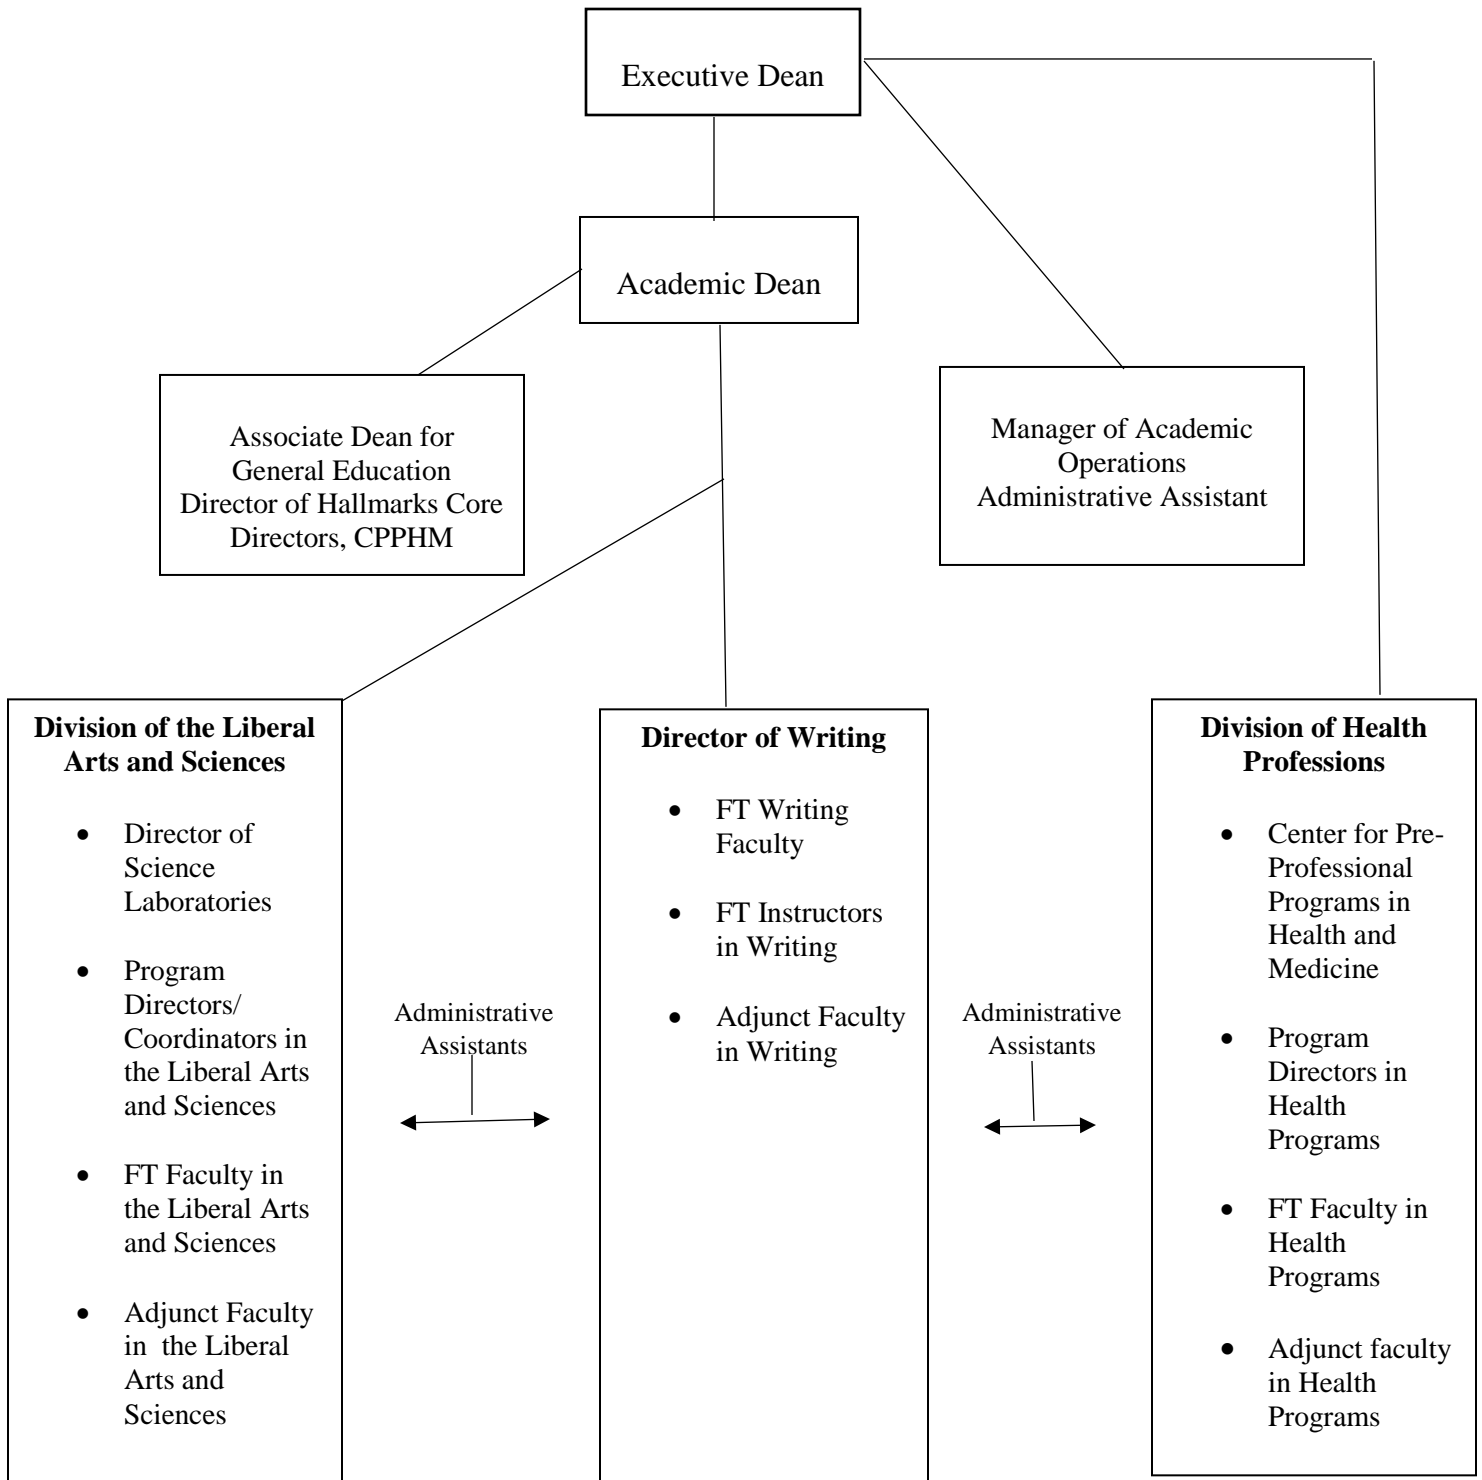 Executive Dean
Academic Dean
Associate Dean for
General Education
Director of Hallmarks Core
Directors, CPPHM
Manager of Academic
Operations
Administrative Assistant
Division of the Liberal
Arts and Sciences
• Director of
Science
Laboratories
• Program
Directors/
Coordinators in
the Liberal Arts
and Sciences
• FT Faculty in
the Liberal Arts
and Sciences
• Adjunct Faculty
in  the Liberal
Arts and
Sciences
Administrative
Assistants
Director of Writing
• FT Writing
Faculty
• FT Instructors
in Writing
• Adjunct Faculty
in Writing
Administrative
Assistants
Division of Health
Professions
• Center for Pre-
Professional
Programs in
Health and
Medicine
• Program
Directors in
Health
Programs
• FT Faculty in
Health
Programs
• Adjunct faculty
in Health
Programs